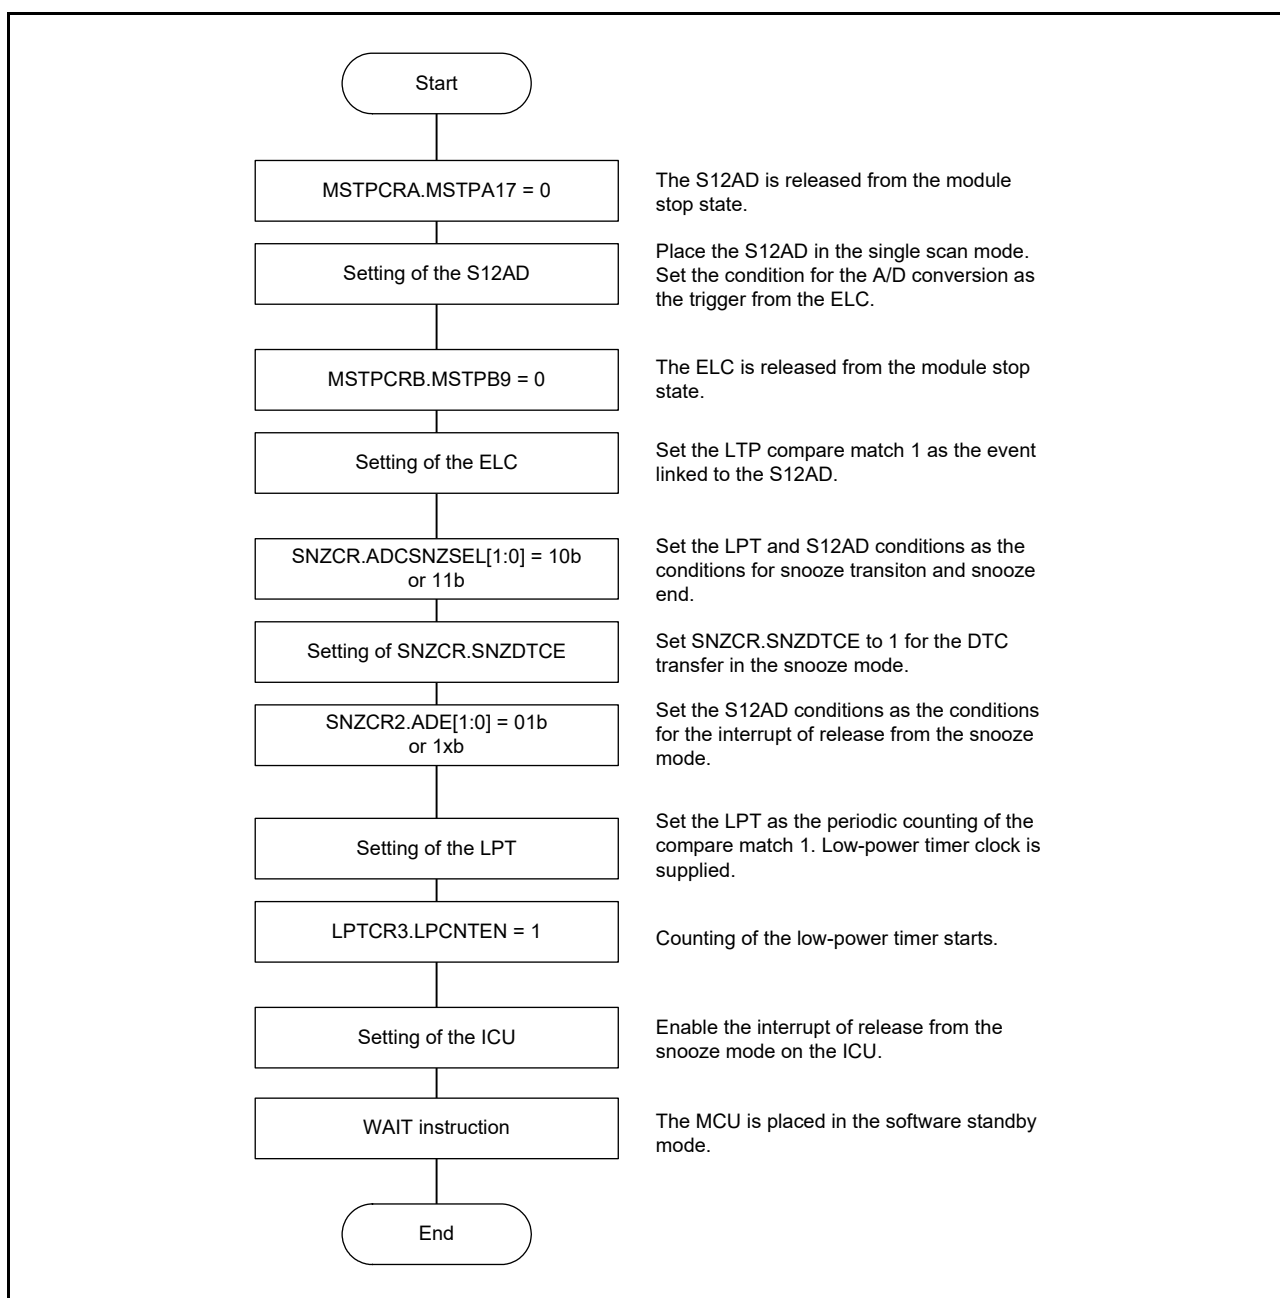 Start
MSTPCRA.MSTPA17 = 0
The S12AD is released from the module
stop state.
Setting of the S12AD
Place the S12AD in the single scan mode.
Set the condition for the A/D conversion as
the trigger from the ELC.
MSTPCRB.MSTPB9 = 0
The ELC is released from the module stop
state.
Setting of the ELC
Set the LTP compare match 1 as the event
linked to the S12AD.
SNZCR.ADCSNZSEL[1:0] = 10b
or 11b
Set the LPT and S12AD conditions as the
conditions for snooze transiton and snooze
end.
Setting of SNZCR.SNZDTCE
Set SNZCR.SNZDTCE to 1 for the DTC
transfer in the snooze mode.
SNZCR2.ADE[1:0] = 01b
or 1xb
Set the S12AD conditions as the conditions
for the interrupt of release from the snooze
mode.
Setting of the LPT
Set the LPT as the periodic counting of the
compare match 1. Low-power timer clock is
supplied.
LPTCR3.LPCNTEN = 1
Counting of the low-power timer starts.
Setting of the ICU
Enable the interrupt of release from the
snooze mode on the ICU.
WAIT instruction
The MCU is placed in the software standby
mode.
End